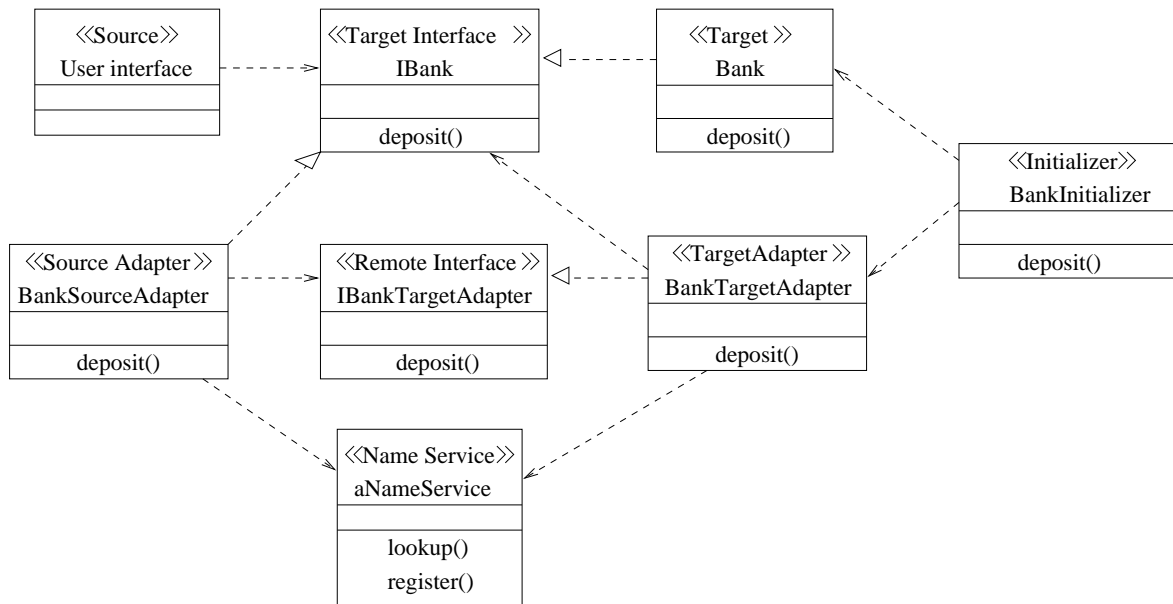 《Source》
User interface
《Target Interface 》
IBank
deposit()
《Target 》
Bank
deposit()
《Initializer》
BankInitializer
deposit()
《Source Adapter》
BankSourceAdapter
deposit()
《Remote Interface》
IBankTargetAdapter
deposit()
《TargetAdapter》
BankTargetAdapter
deposit()
《Name Service》
aNameService
lookup()
register()